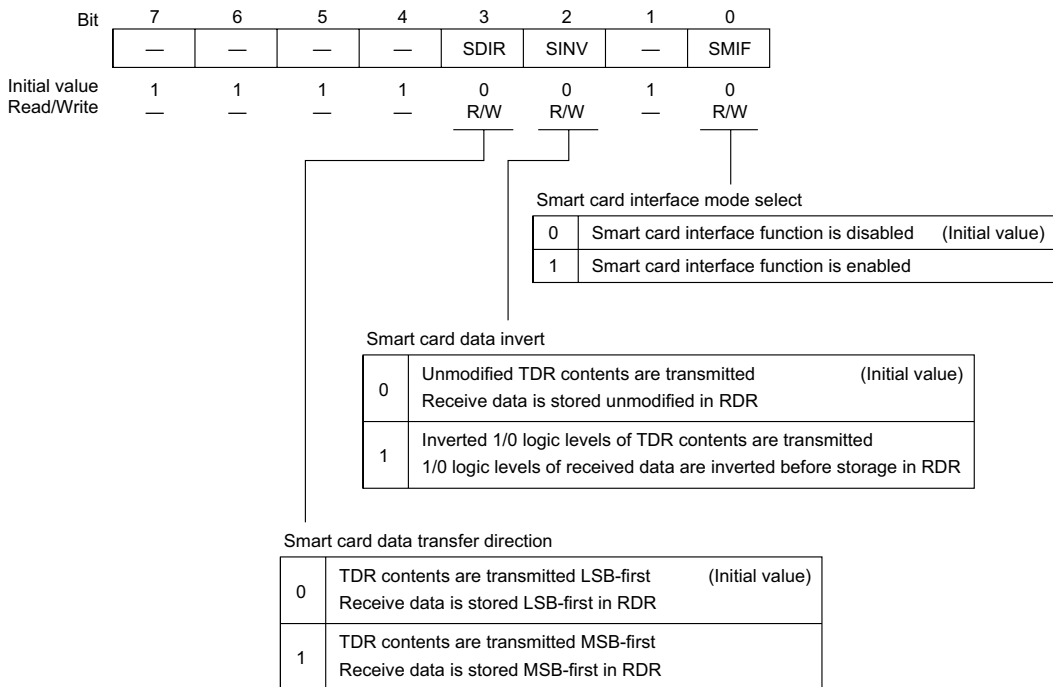 Bit 7 6 5 4 3 2 1 0
— — — — SDIR SINV — SMIF
Initial value 1 1 1 1 0 0 1 0
Read/Write — — — — R/W R/W — R/W
Smart card interface mode select
0 Smart card interface function is disabled (Initial value)
1 Smart card interface function is enabled
Smart card data invert
0 Unmodified TDR contents are transmitted (Initial value)
Receive data is stored unmodified in RDR
1 Inverted 1/0 logic levels of TDR contents are transmitted
1/0 logic levels of received data are inverted before storage in RDR
Smart card data transfer direction
0 TDR contents are transmitted LSB-first (Initial value)
Receive data is stored LSB-first in RDR
1 TDR contents are transmitted MSB-first
Receive data is stored MSB-first in RDR